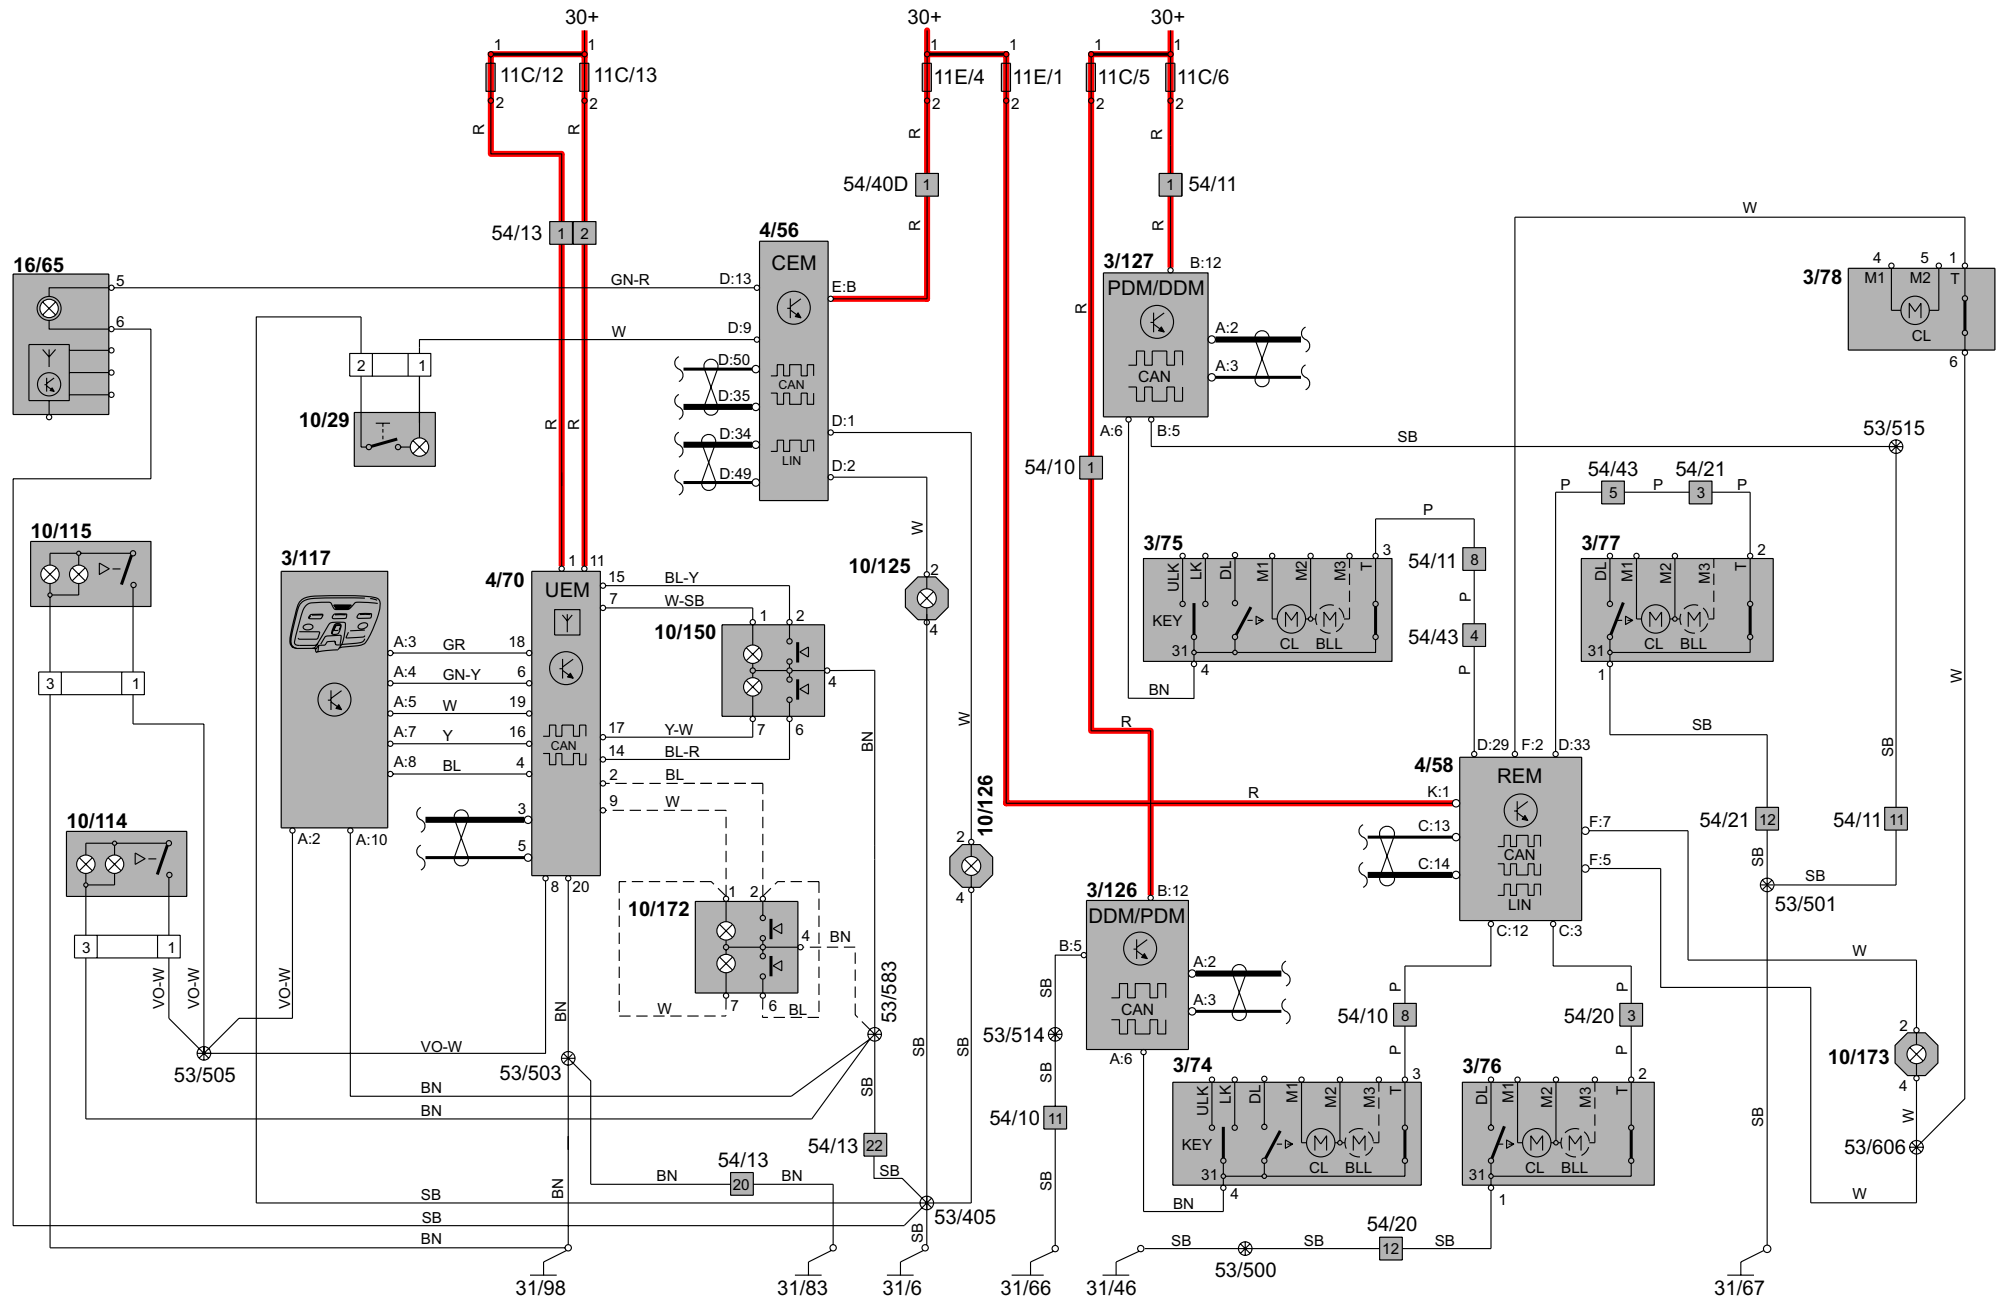 30+ 30+ 30+
1 1 1 1 1 1
11C/12 11C/13 11E/4 11E/1 11C/5 11C/6
2 2 2 2 2 2
R R R R
54/40D 1 1 54/11
R R
W
54/13 1 2
4/56
CEM
16/65
5 GN-R D:13 E:B
6 W D:9
D:50
CAN
D:35
D:34 D:1
LIN
D:49 D:2
2 1
10/29
R R R
3/127 B:12
PDM/DDM
A:2
CAN A:3
A:6 B:5
SB
53/515
4 5 1
3/78 M1 M2 T
M
CL
6
W
54/10 1
54/43 54/21
P 5 P 3 P
10/115
3 1
3/117
A:3 GR 18
A:4 GN-Y 6
A:5 W 19
A:7 Y 16
A:8 BL 4
3
5
A:2 A:10
4/70 1 11
UEM
CAN
15 BL-Y
7 W-SB
10/150 1 2
4
7 6
17 Y-W
14 BL-R
2 BL
9 W
8 20
BN
W
10/125 2
4
W
10/126
2
4
3/75
ULK LK DL M1 M2 M3 T 3
KEY
M M
CL BLL
31
4
BN
P
54/11 8
P
54/43 4
P
3/77
DL M1 M2 M3 T 2
M M
CL BLL
31
1
SB
R
4/58 D:29 F:2 D:33
REM
R K:1
C:13
C:14
CAN
LIN
F:7
F:5
C:12 C:3
SB
54/21 12
SB
54/11 11
SB
53/501
W
10/114
3 1
VO-W VO-W VO-W
10/172 1 2
4 BN
7 6
W BL
BN
53/583
3/126 B:12
DDM/PDM
B:5
A:2
CAN A:3
A:6
SB
53/514
SB
54/10 11
SB
P P
54/10 8
54/20 3
P P
VO-W
53/505 53/503
BN
BN
SB
SB SB
3/74
ULK LK DL M1 M2 M3 T 3
KEY
M M
CL BLL
31
4
BN
3/76
DL M1 M2 M3 T 2
M M
CL BLL
31
1
2
10/173
4
W
53/606
W
SB
54/13 22
SB
54/13
BN 20 BN
BN
SB
SB
BN
53/405
SB
54/20
SB SB 12 SB
53/500
31/98 31/83 31/6 31/66 31/46 31/67